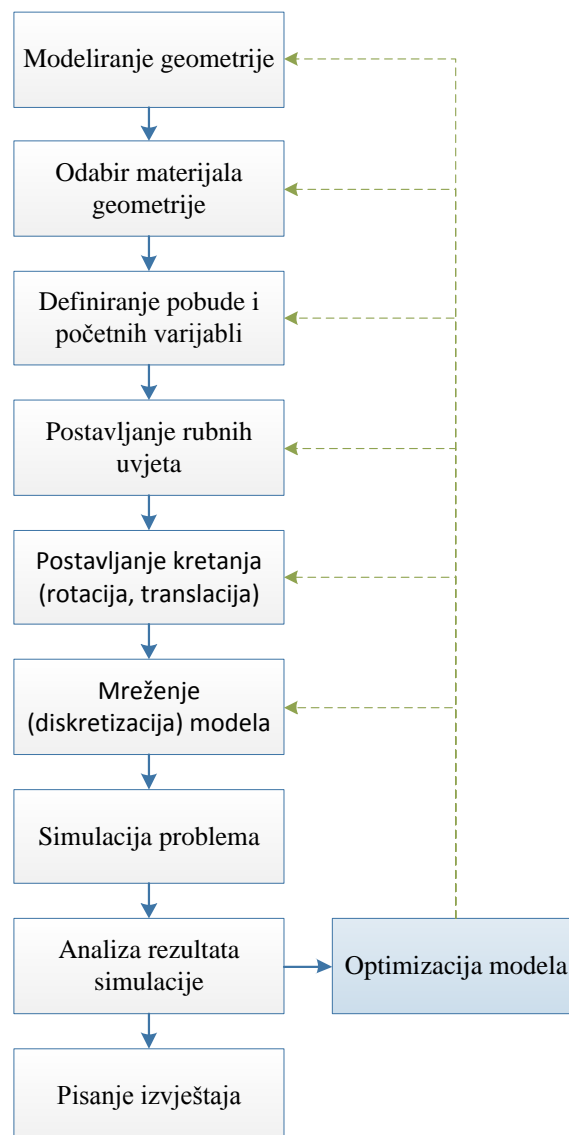 Modeliranje geometrije
Odabir materijala
geometrije
Definiranje pobude i
početnih varijabli
Postavljanje rubnih
uvjeta
Postavljanje kretanja
(rotacija, translacija)
Mreženje
(diskretizacija) modela
Simulacija problema
Analiza rezultata
simulacije
Optimizacija modela
Pisanje izvještaja